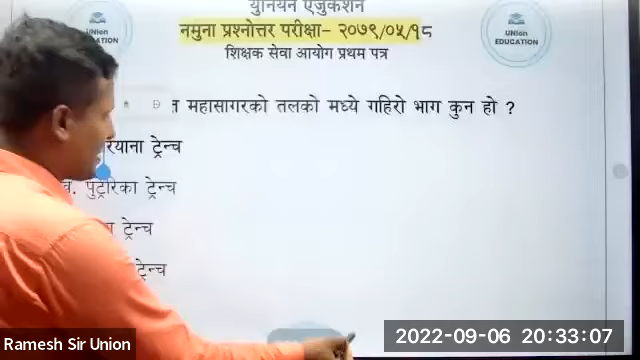 युनियन एजुकेशन
नमुना प्रश्नोत्तर परीक्षा- २०७९/०५/१८
शिक्षक सेवा आयोग प्रथम पत्र
UNion
EDUCATION
UNion
EDUCATION
महासागरको तलको मध्ये गहिरो भाग कुन हो ?
ट्रेन्च
ख. पुट्रीरिका ट्रेन्च
ट्रेन्च
ट्रेन्च
2022-09-06 20:33:07
Ramesh Sir Union